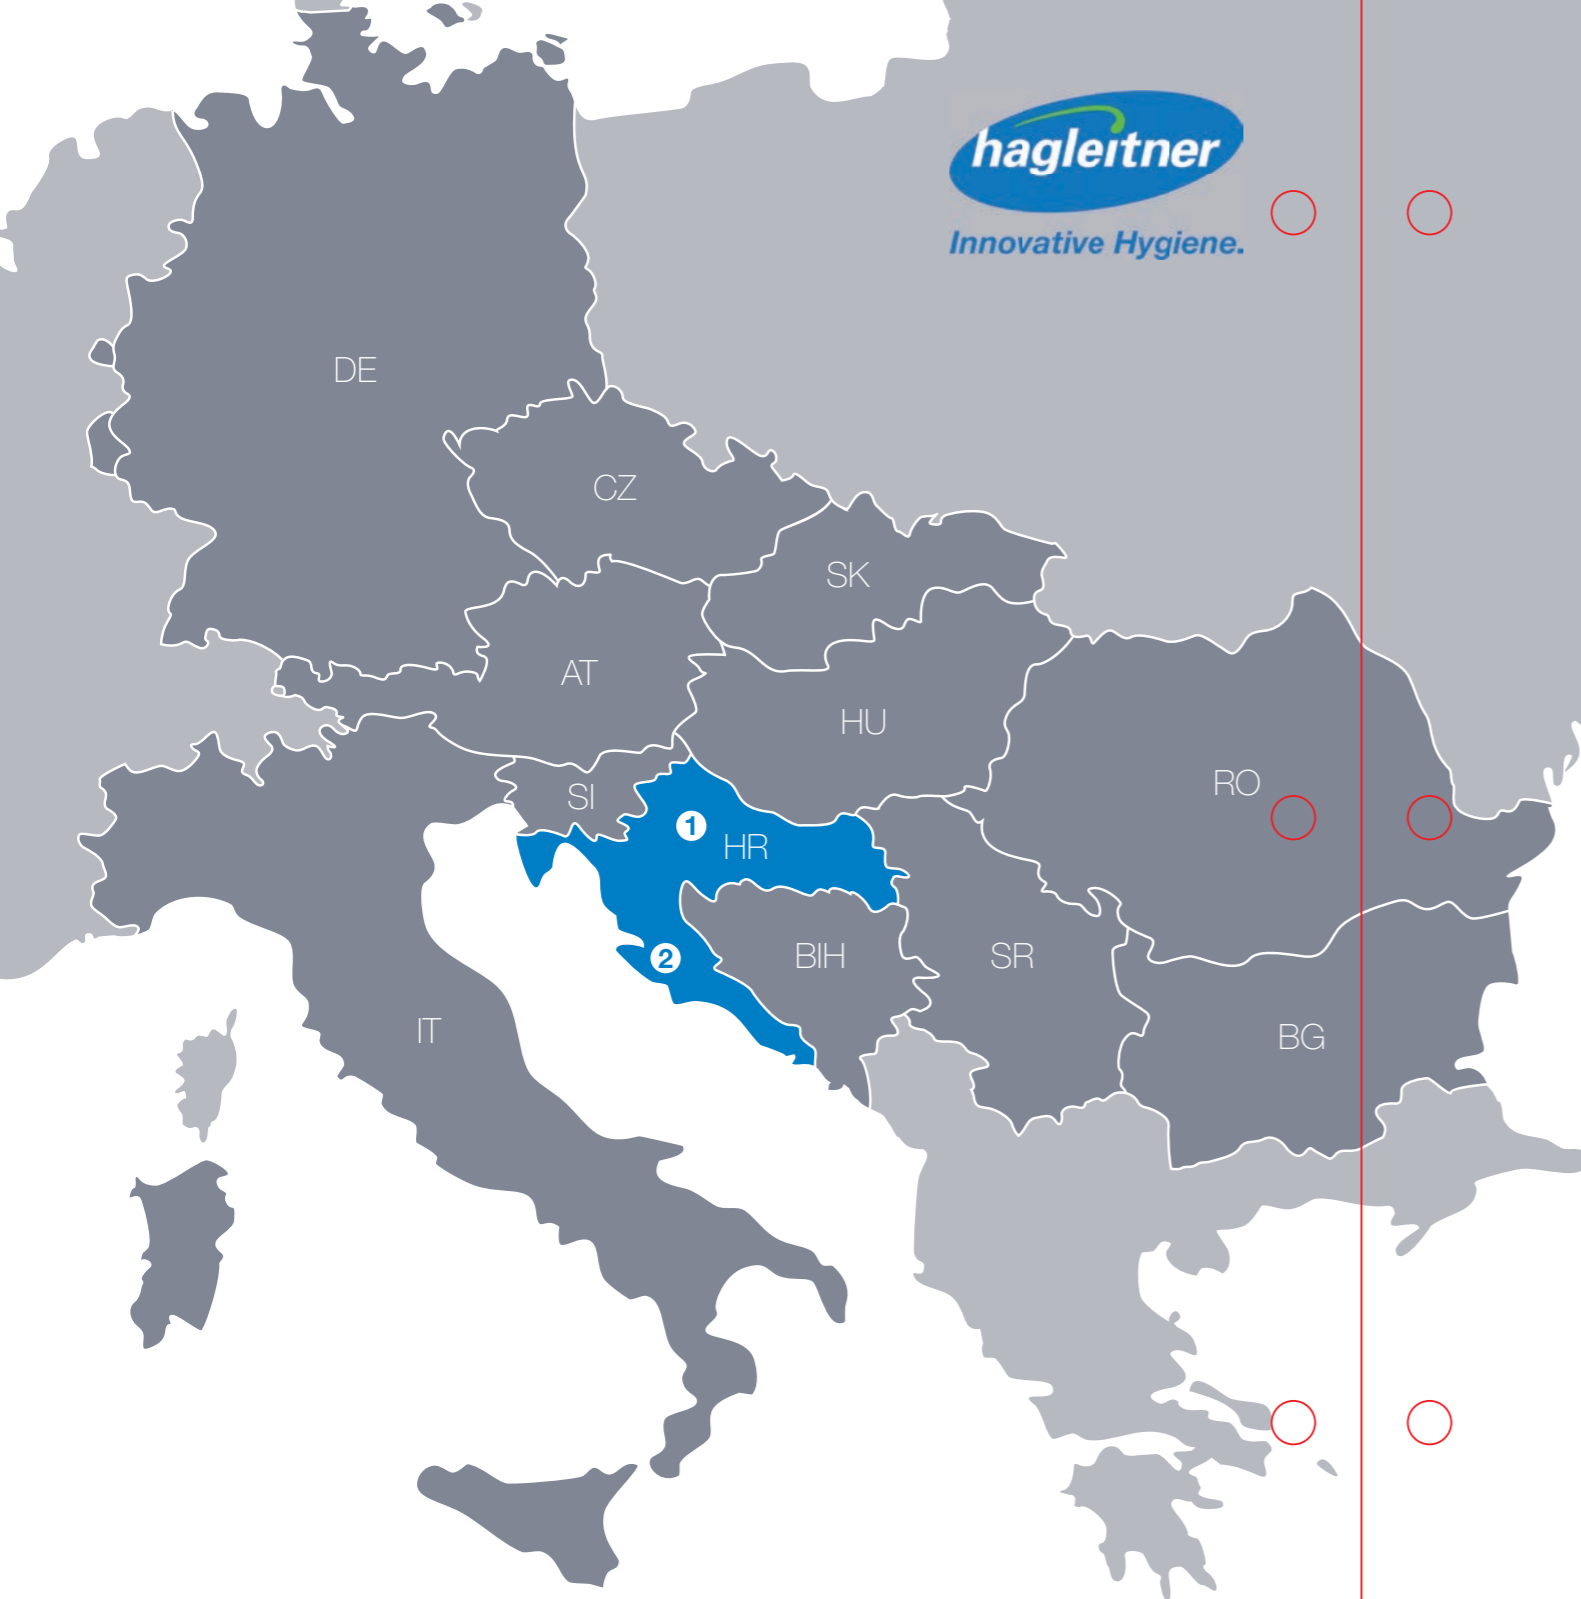 hagleitner
Innovative Hygiene.
DE
CZ
SK
AT
HU
SI
RO
1
HR
2
BIH
SR
IT
BG